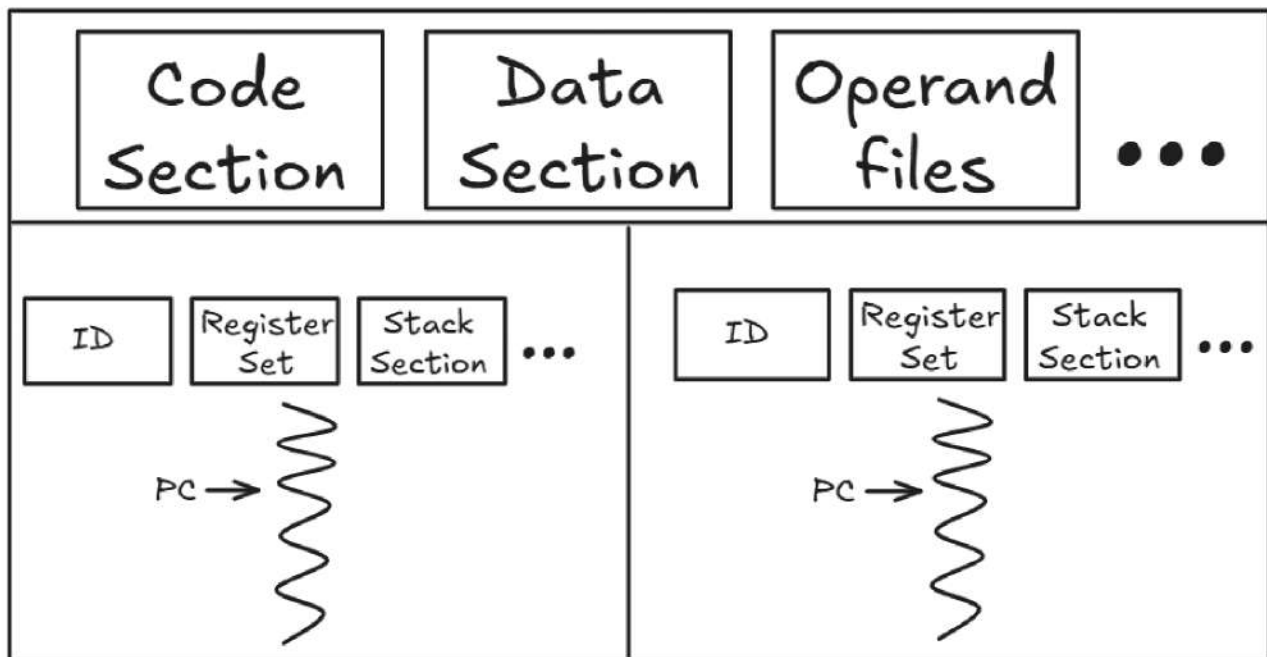 Code
Section
Data
Section
Operand
files
ID
Register
Set
Stack
Section
PC
ID
Register
Set
Stack
Section
PC